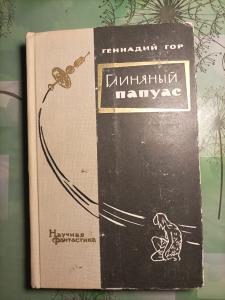 ГЕННАДИЙ ГОР
Глиняный
папуас
Научная
фантастика